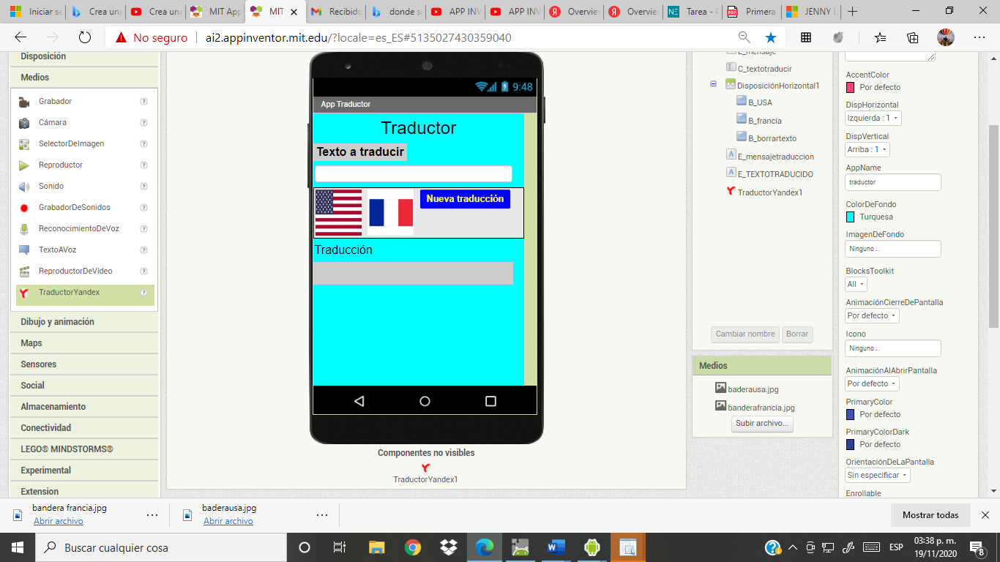 Iniciar se
Crea una
Crea una
MIT App
MIT
Recibido
donde se
APP INV
APP INV
Overview
Overview
Tarea - P
Primera
JENNY L
No seguro
ai2.appinventor.mit.edu/?locale=es_ES#5135027430359040
Disposición
Medios
Grabador
Cámara
SelectorDeImagen
Reproductor
Sonido
GrabadorDeSonidos
ReconocimientoDeVoz
TextoAVoz
ReproductorDeVídeo
TraductorYandex
Dibujo y animación
Maps
Sensores
Social
Almacenamiento
Conectividad
LEGO® MINDSTORMS®
Experimental
Extension
9:48
App Traductor
Traductor
Texto a traducir
Nueva traducción
Traducción
Componentes no visibles
TraductorYandex1
E_mensaje
C_textotraducir
DisposiciónHorizontal1
B_USA
B_francia
B_borrartexto
E_mensajetraduccion
E_TEXTOTRADUCIDO
TraductorYandex1
Cambiar nombre Borrar
Medios
baderausa.jpg
banderafrancia.jpg
Subir archivo...
AccentColor
Por defecto
DispHorizontal
Izquierda : 1
DispVertical
Arriba : 1
AppName
traductor
ColorDeFondo
Turquesa
ImagenDeFondo
Ninguno...
BlocksToolkit
All
AnimaciónCierreDePantalla
Por defecto
Icono
Ninguno...
AnimaciónAlAbrirPantalla
Por defecto
PrimaryColor
Por defecto
PrimaryColorDark
Por defecto
OrientaciónDeLaPantalla
Sin especificar
Enrollable
bandera francia.jpg
Abrir archivo
baderausa.jpg
Abrir archivo
Mostrar todas
Buscar cualquier cosa
ESP
03:38 p. m.
19/11/2020
8